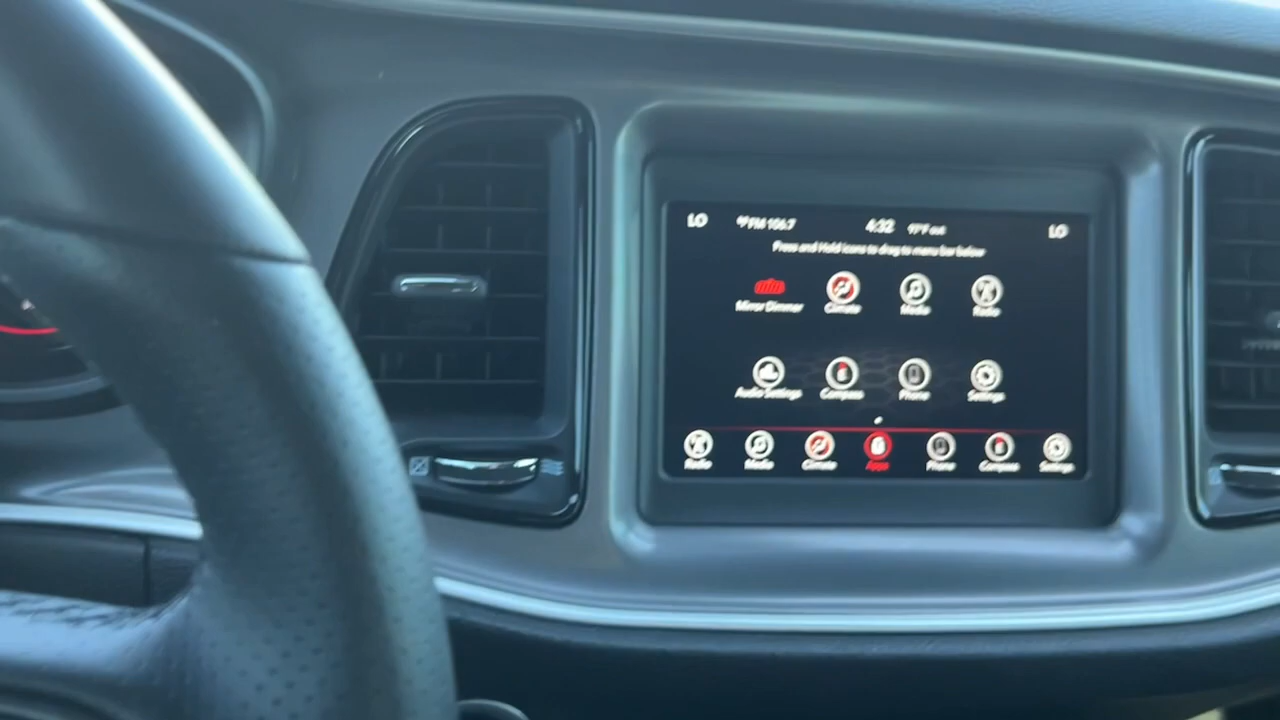 LO FM 106.7 4:32 97°F out LO
Press and Hold icons to drag to menu bar below
Mirror Dimmer Climate Media Radio
Audio Settings Compass Phone Settings
Radio Media Climate Apps Phone Compass Settings